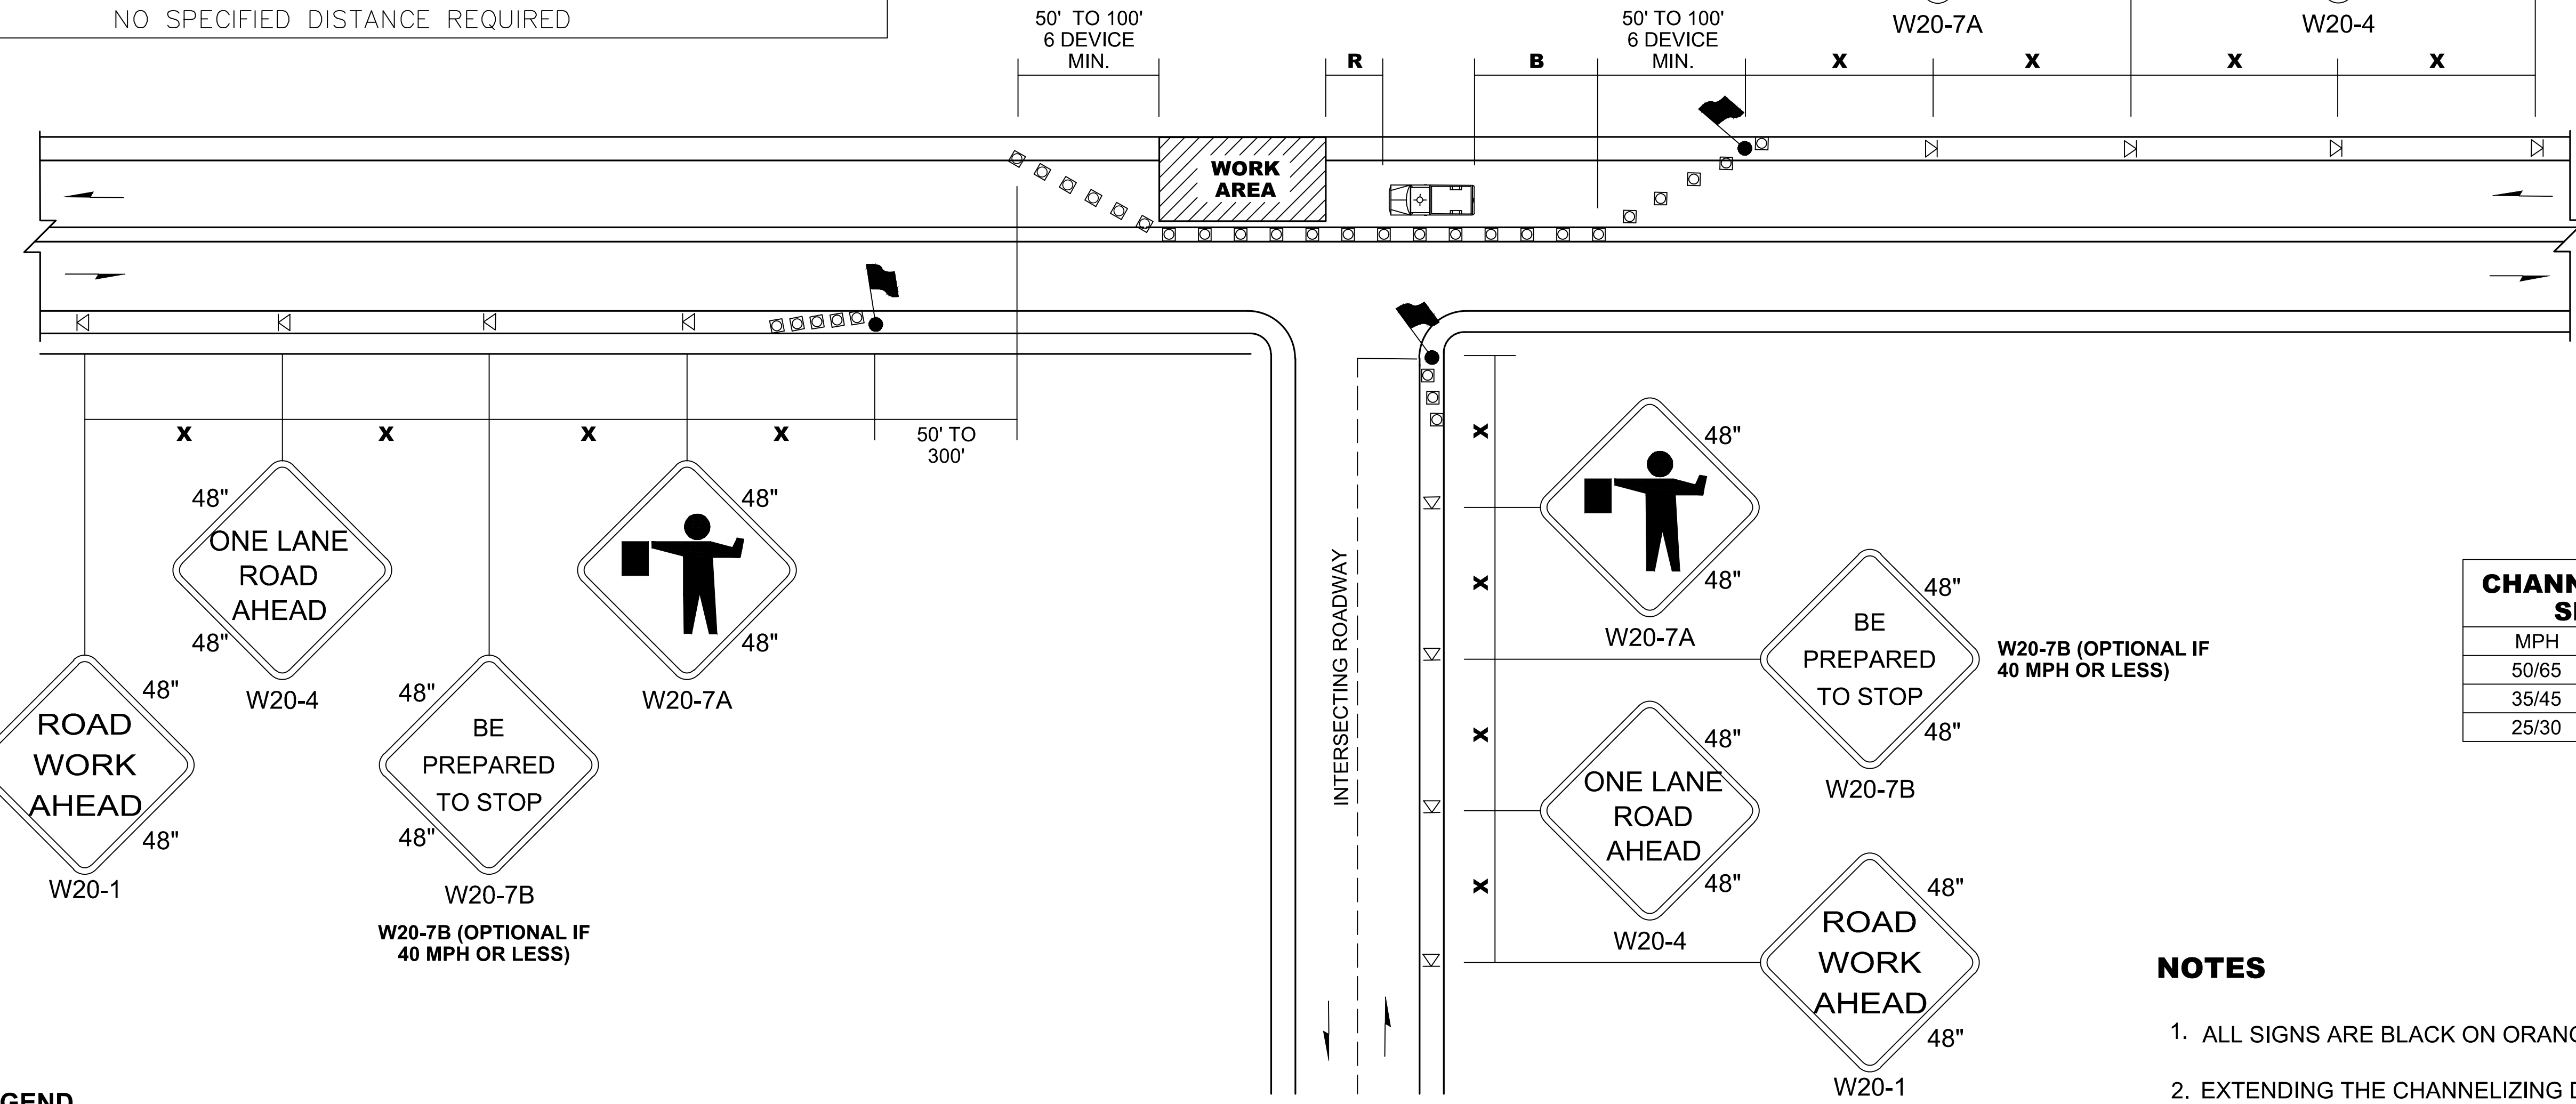 NO SPECIFIED DISTANCE REQUIRED
50' TO 100'
6 DEVICE
MIN.
R
B
50' TO 100'
6 DEVICE
MIN.
W20-7A
W20-4
X
X
X
X
WORK
AREA
X
X
X
X
50' TO
300'
48"
ONE LANE
ROAD
AHEAD
48"
W20-4
48"
48"
W20-7A
48"
ROAD
WORK
AHEAD
48"
W20-1
48"
BE
PREPARED
TO STOP
48"
W20-7B
W20-7B (OPTIONAL IF
40 MPH OR LESS)
INTERSECTING ROADWAY
X
X
X
X
48"
48"
W20-7A
48"
BE
PREPARED
TO STOP
48"
W20-7B
W20-7B (OPTIONAL IF
40 MPH OR LESS)
48"
ONE LANE
ROAD
AHEAD
48"
W20-4
48"
ROAD
WORK
AHEAD
48"
W20-1
MPH
50/65
35/45
25/30
NOTES
1. ALL SIGNS ARE BLACK ON
2. EXTENDING THE CHANNELIZING